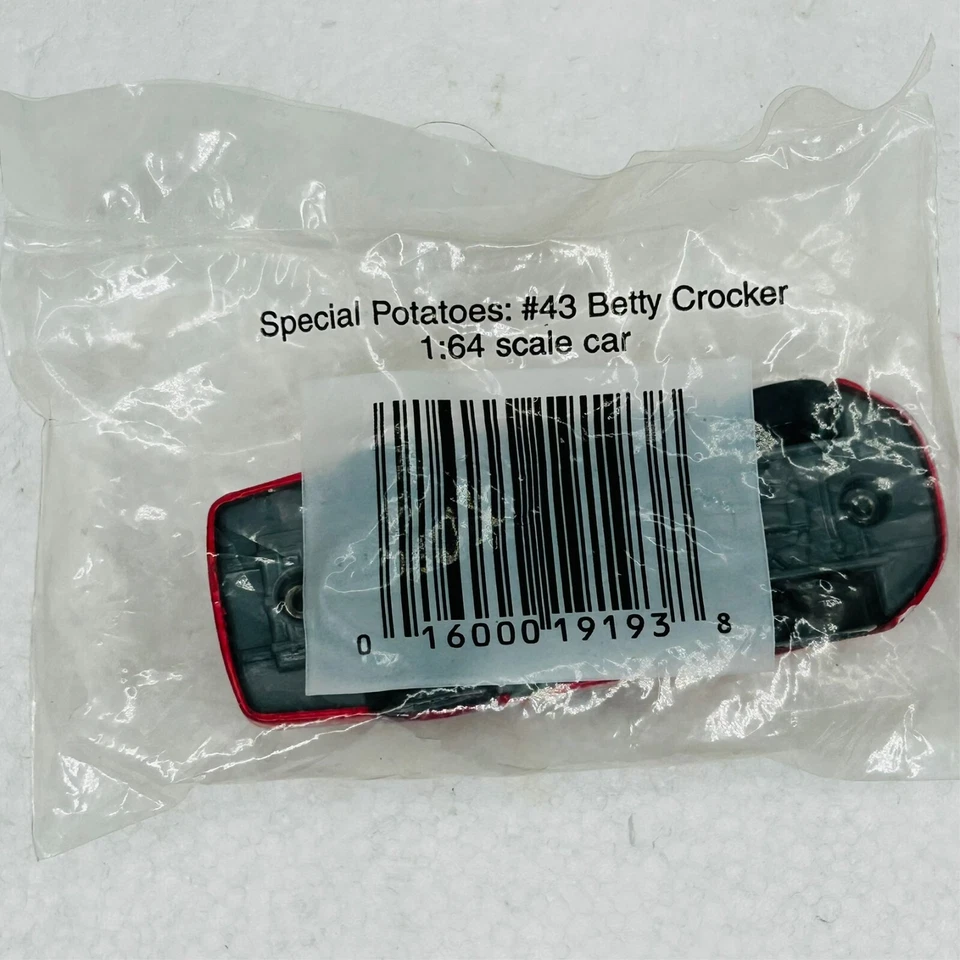 Special Potatoes: #43 Betty Crocker
1:64 scale car
0 16000 19193 8